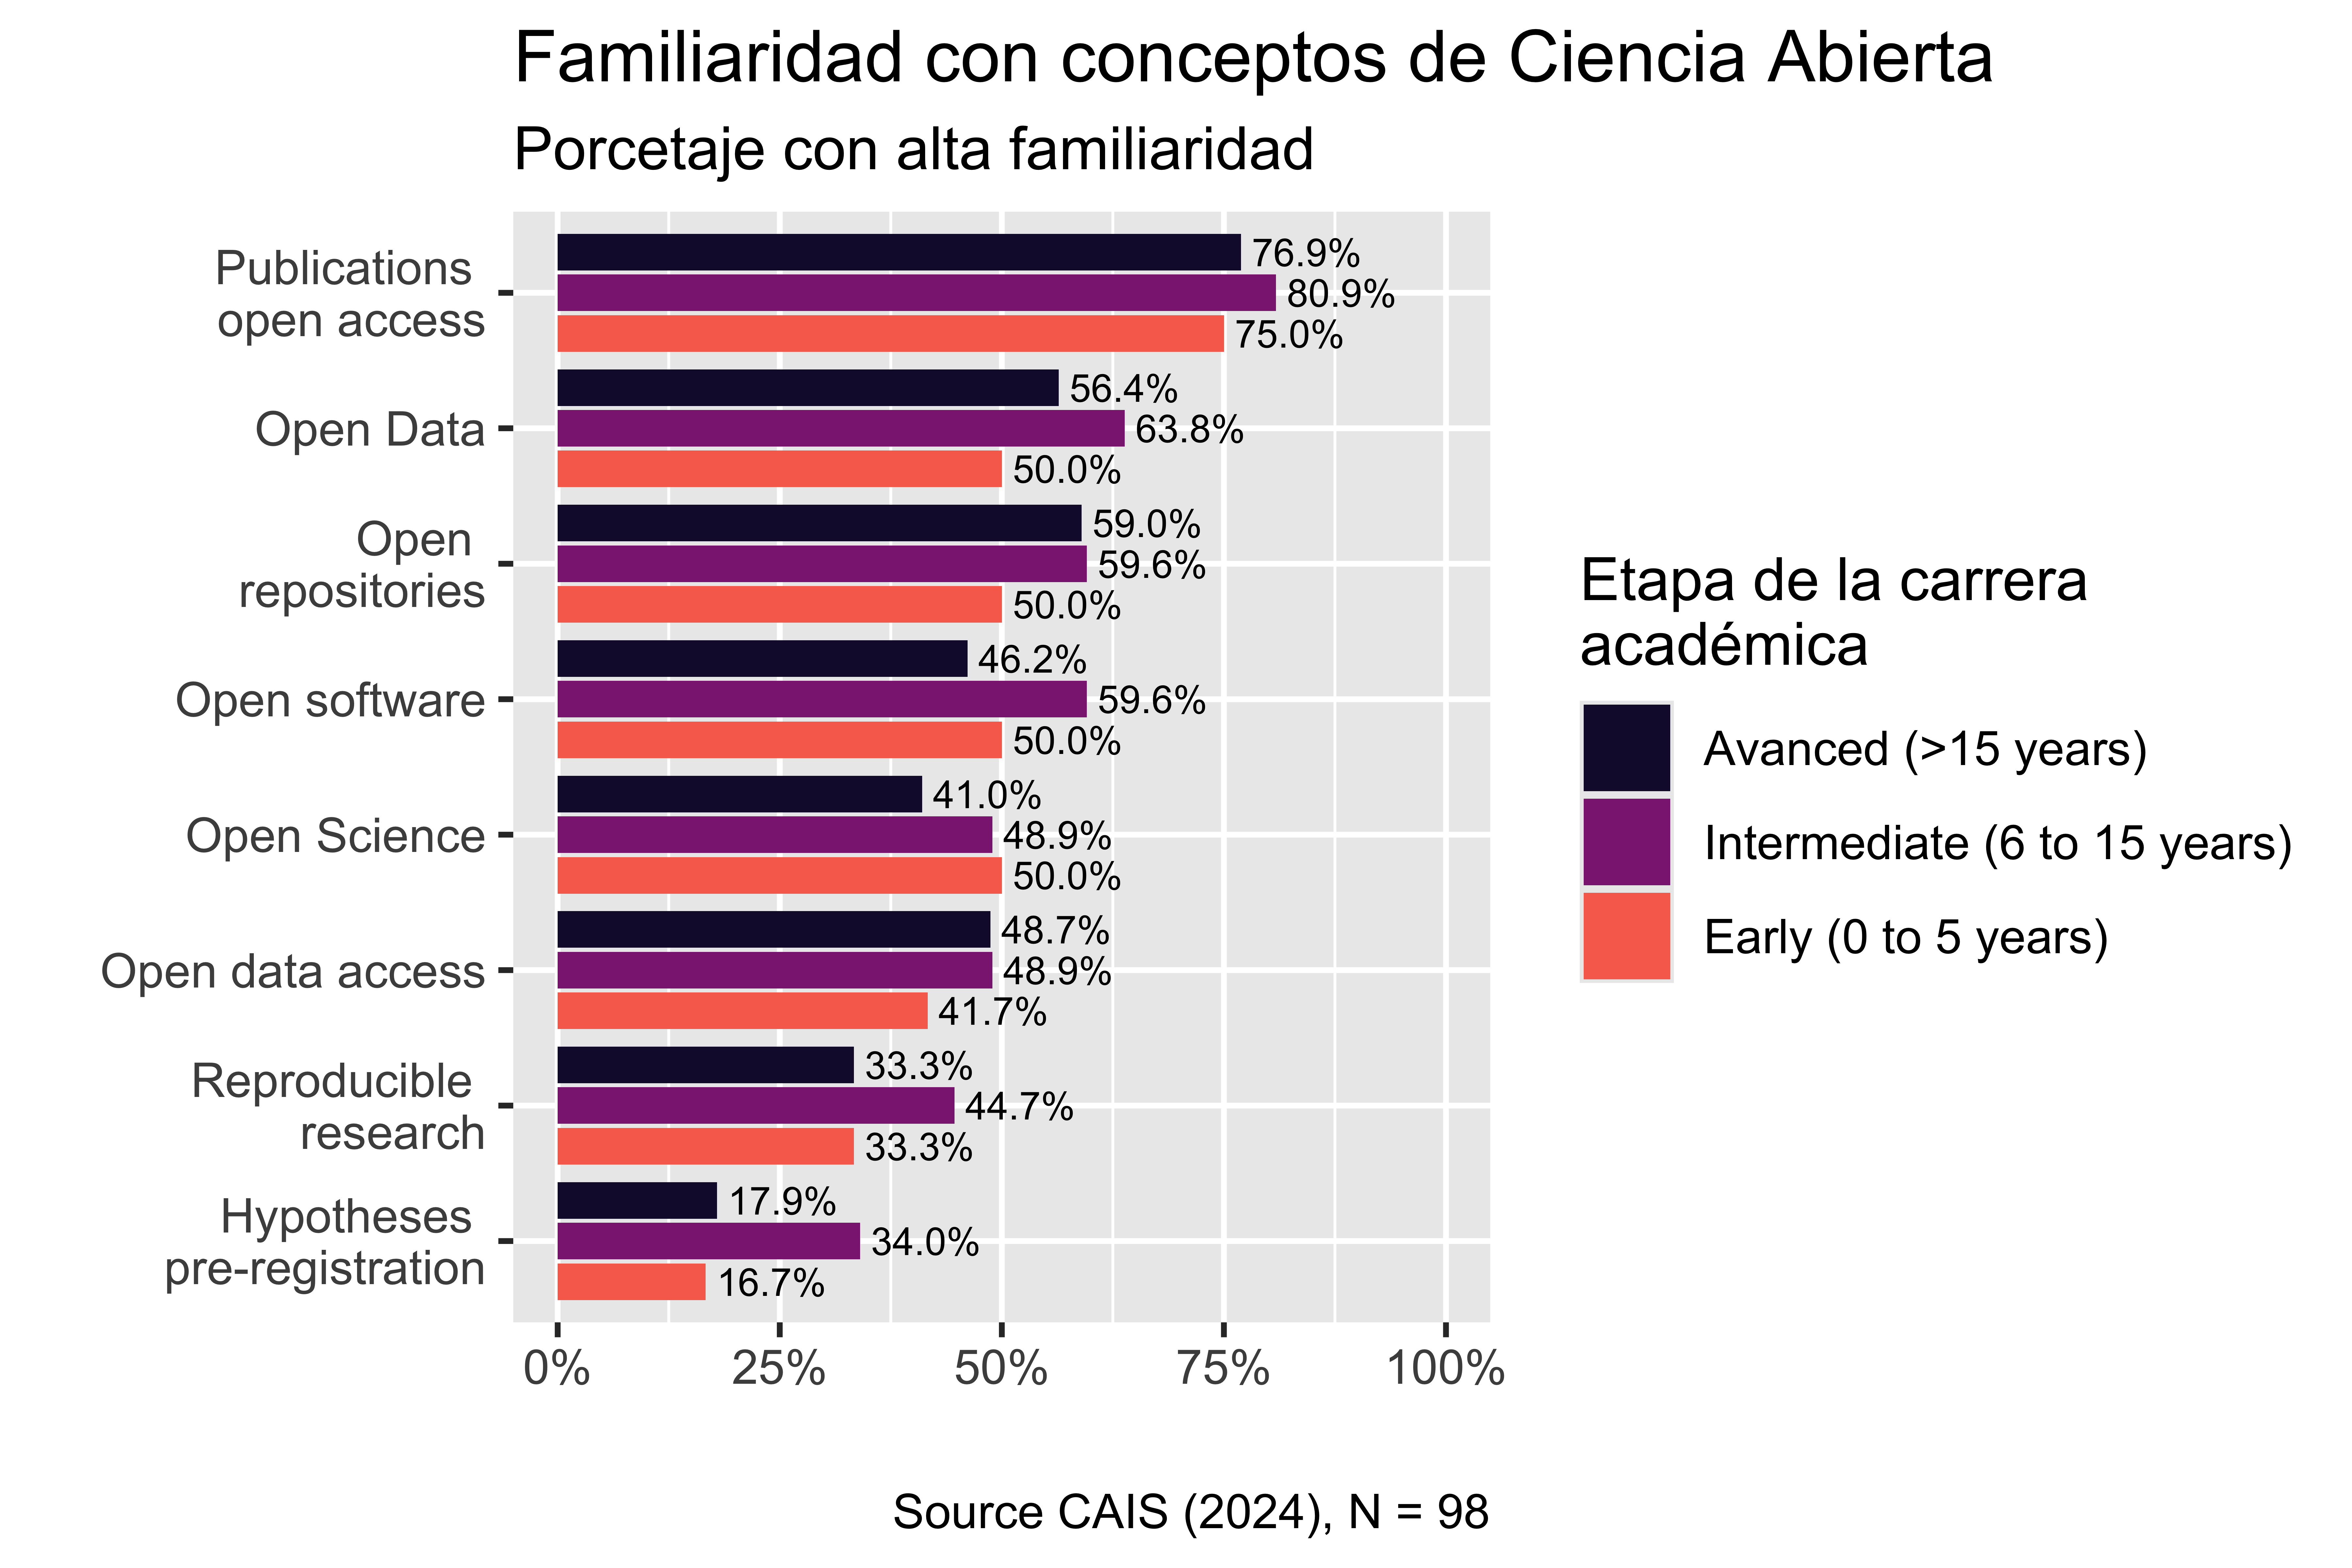 Familiaridad con conceptos de Ciencia Abierta
Porcetaje con alta familiaridad
Publications
open access
76.9%
80.9%
75.0%
Open Data
56.4%
63.8%
50.0%
Open
repositories
59.0%
59.6%
50.0%
Open software
46.2%
59.6%
50.0%
Open Science
41.0%
48.9%
50.0%
Open data access
48.7%
48.9%
41.7%
Reproducible
research
33.3%
44.7%
33.3%
Hypotheses
pre-registration
17.9%
34.0%
16.7%
0% 25% 50% 75% 100%
Etapa de la carrera
académica
Avanced (>15 years)
Intermediate (6 to 15 years)
Early (0 to 5 years)
Source CAIS (2024), N = 98